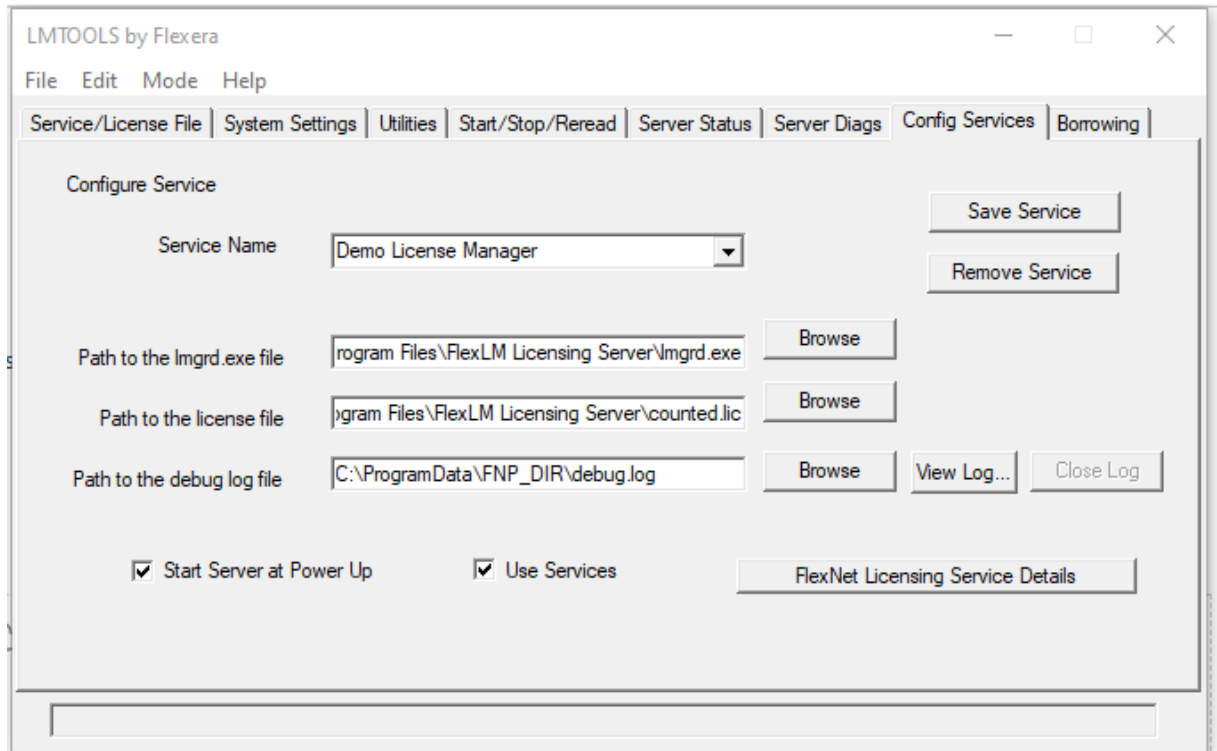 LMTOOLS by Flexera
File Edit Mode Help
Service/License File System Settings Utilities Start/Stop/Reread Server Status Server Diags Config Services Borrowing
Configure Service
Save Service
Service Name Demo License Manager
Remove Service
Path to the lmgrd.exe file rogram Files\FlexLM Licensing Server\lmgrd.exe Browse
Path to the license file ogram Files\FlexLM Licensing Server\counted.lic Browse
Path to the debug log file C:\ProgramData\FNP_DIR\debug.log Browse View Log... Close Log
Start Server at Power Up Use Services FlexNet Licensing Service Details